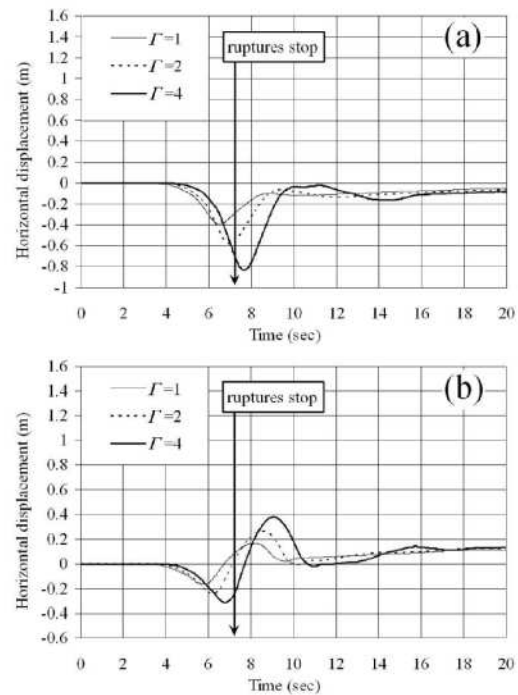 1.6
1.4
1.2
1
0.8
0.6
0.4
0.2
0
-0.2
-0.4
-0.6
-0.8
-1
Horizontal displacement (m)
Γ=1
Γ=2
Γ=4
ruptures stop
(a)
0 2 4 6 8 10 12 14 16 18 20
Time (sec)
1.6
1.4
1.2
1
0.8
0.6
0.4
0.2
0
-0.2
-0.4
-0.6
Horizontal displacement (m)
Γ=1
Γ=2
Γ=4
ruptures stop
(b)
0 2 4 6 8 10 12 14 16 18 20
Time (sec)